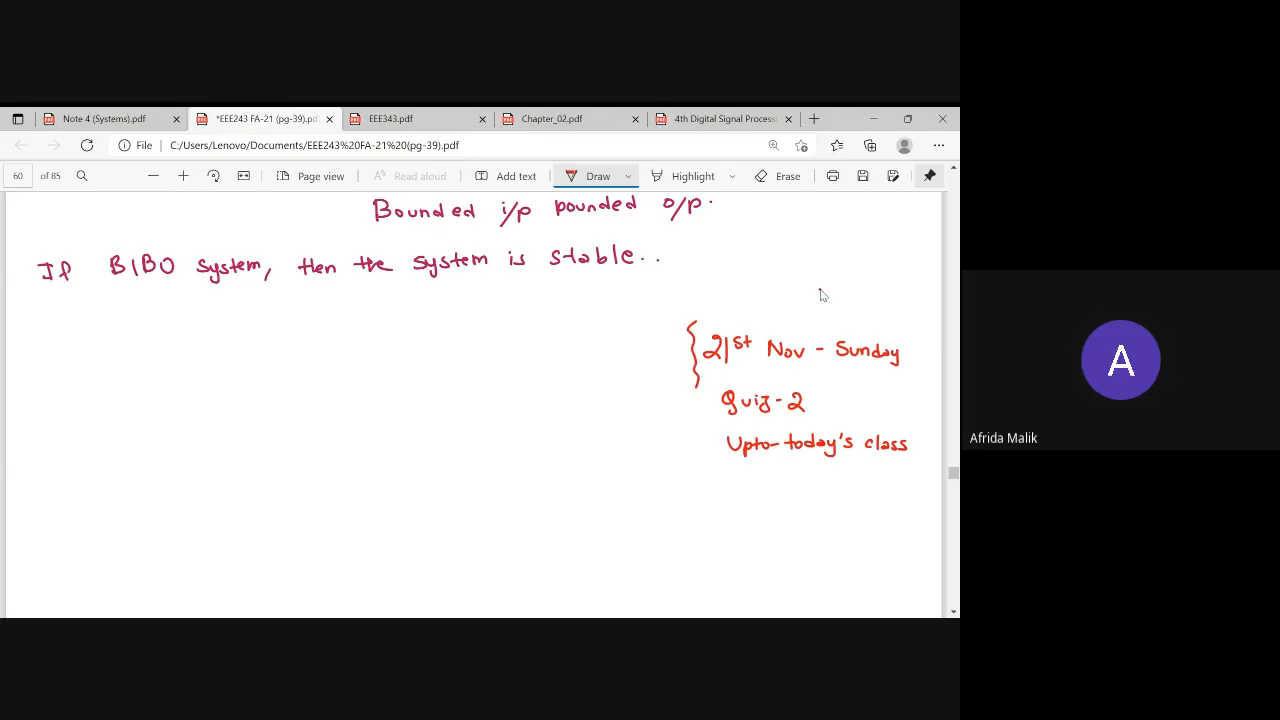 Note 4 (Systems).pdf
*EEE243 FA-21 (pg-39).pd
EEE343.pdf
Chapter_02.pdf
4th Digital Signal Process
File C:/Users/Lenovo/Documents/EEE243%20FA-21%20(pg-39).pdf
60 of 85
Page view
Read aloud
Add text
Draw
Highlight
Erase
Bounded i/p bounded o/p.
If BIBO system, then the system is stable..
21st Nov - Sunday
Quiz - 2
Upto today's class
A
Afrida Malik